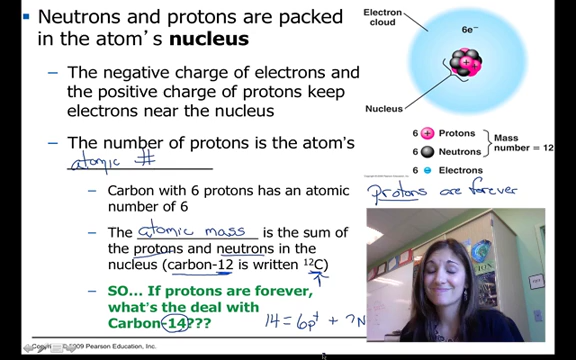 Neutrons and protons are packed
in the atom's nucleus
– The negative charge of electrons and
the positive charge of protons keep
electrons near the nucleus
– The number of protons is the atom's
atomic #
– Carbon with 6 protons has an atomic
number of 6
– The atomic mass is the sum of
the protons and neutrons in the
nucleus (carbon-12 is written ¹²C)
– SO... If protons are forever,
what's the deal with
Carbon-14???
14 = 6p⁺ + ?N
Electron
cloud
6e⁻
Nucleus
6 + Protons
6 Neutrons
Mass
number = 12
6 − Electrons
Protons are forever
© 2009 Pearson Education, Inc.